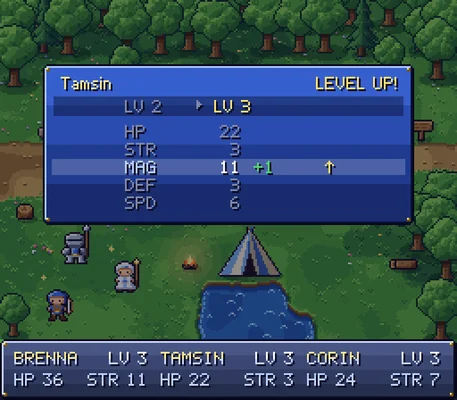 Tamsin LEVEL UP!
LV 2 ▸ LV 3
HP 22
STR 3
MAG 11 +1 ↑
DEF 3
SPD 6
BRENNA LV 3 TAMSIN LV 3 CORIN LV 3
HP 36 STR 11 HP 22 STR 3 HP 24 STR 7